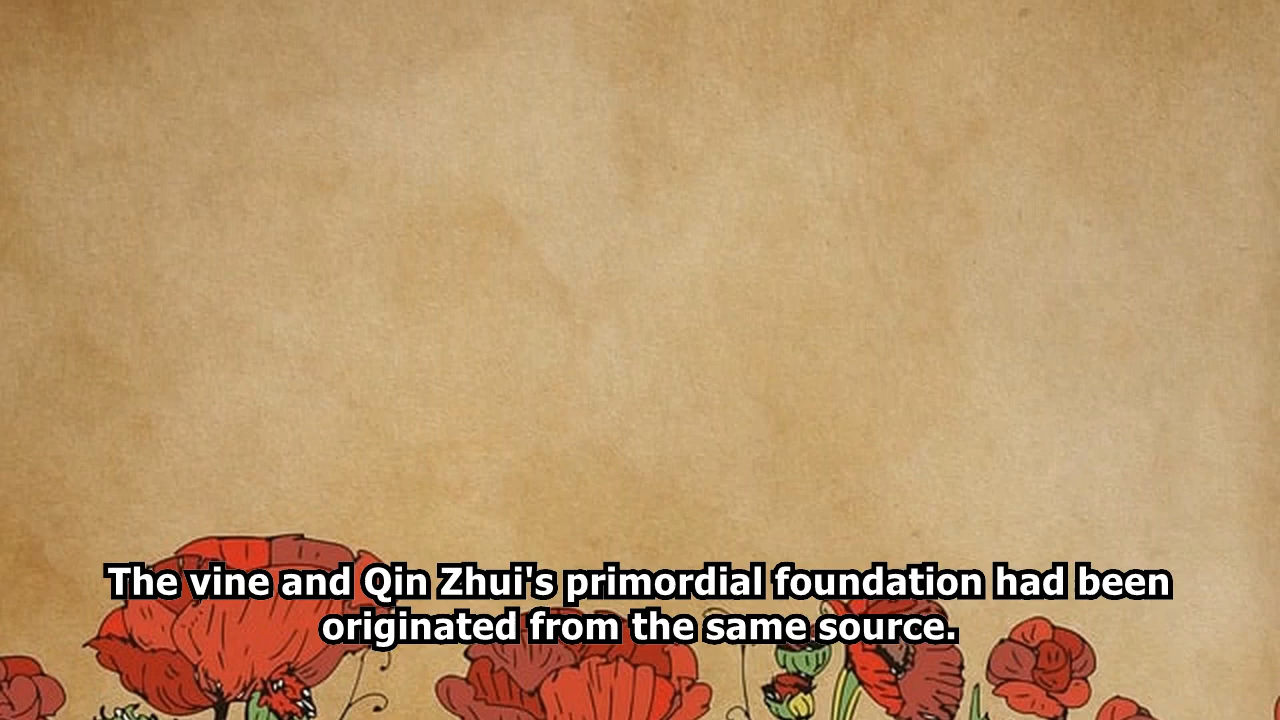 The vine and Qin Zhui's primordial foundation had been
originated from the same source.